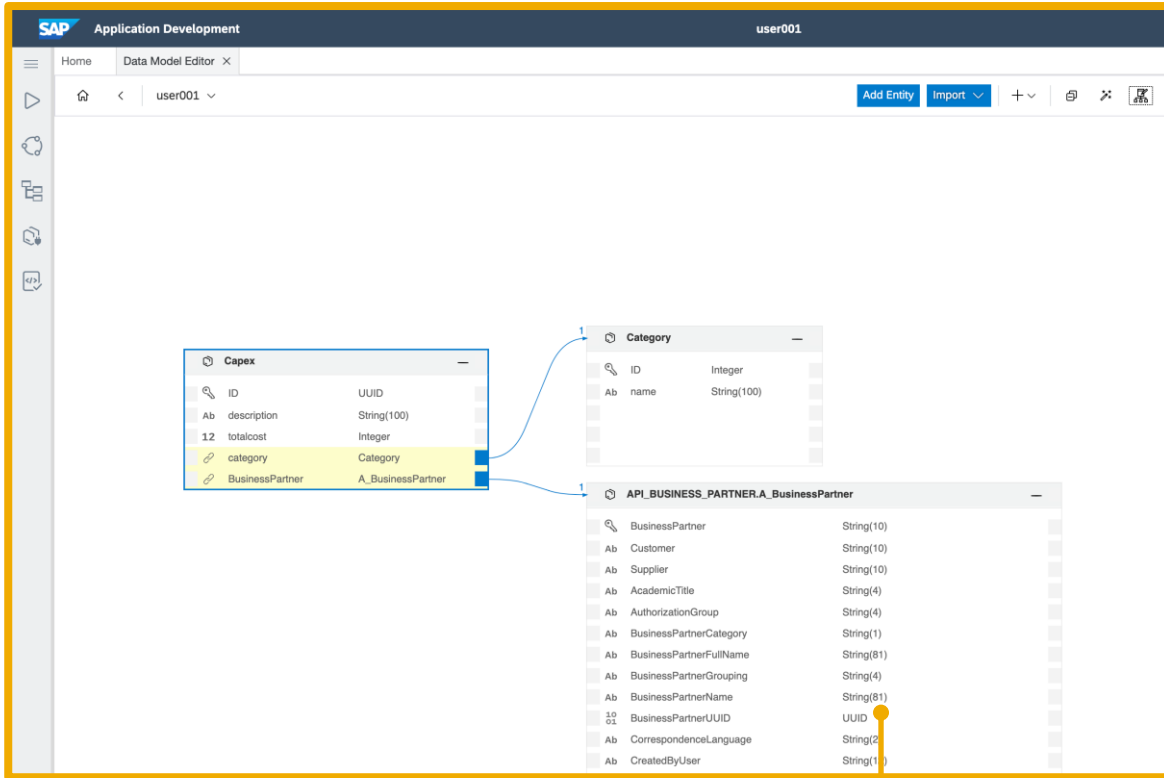 SAP Application Development user001
Home Data Model Editor ×
user001
Add Entity Import
1
Capex
ID UUID
Ab description String(100)
12 totalcost Integer
category Category
BusinessPartner A_BusinessPartner
Category
ID Integer
Ab name String(100)
1
API_BUSINESS_PARTNER.A_BusinessPartner
BusinessPartner String(10)
Ab Customer String(10)
Ab Supplier String(10)
Ab AcademicTitle String(4)
Ab AuthorizationGroup String(4)
Ab BusinessPartnerCategory String(1)
Ab BusinessPartnerFullName String(81)
Ab BusinessPartnerGrouping String(4)
Ab BusinessPartnerName String(81)
10
01 BusinessPartnerUUID UUID
Ab CorrespondenceLanguage
Ab CreatedByUser